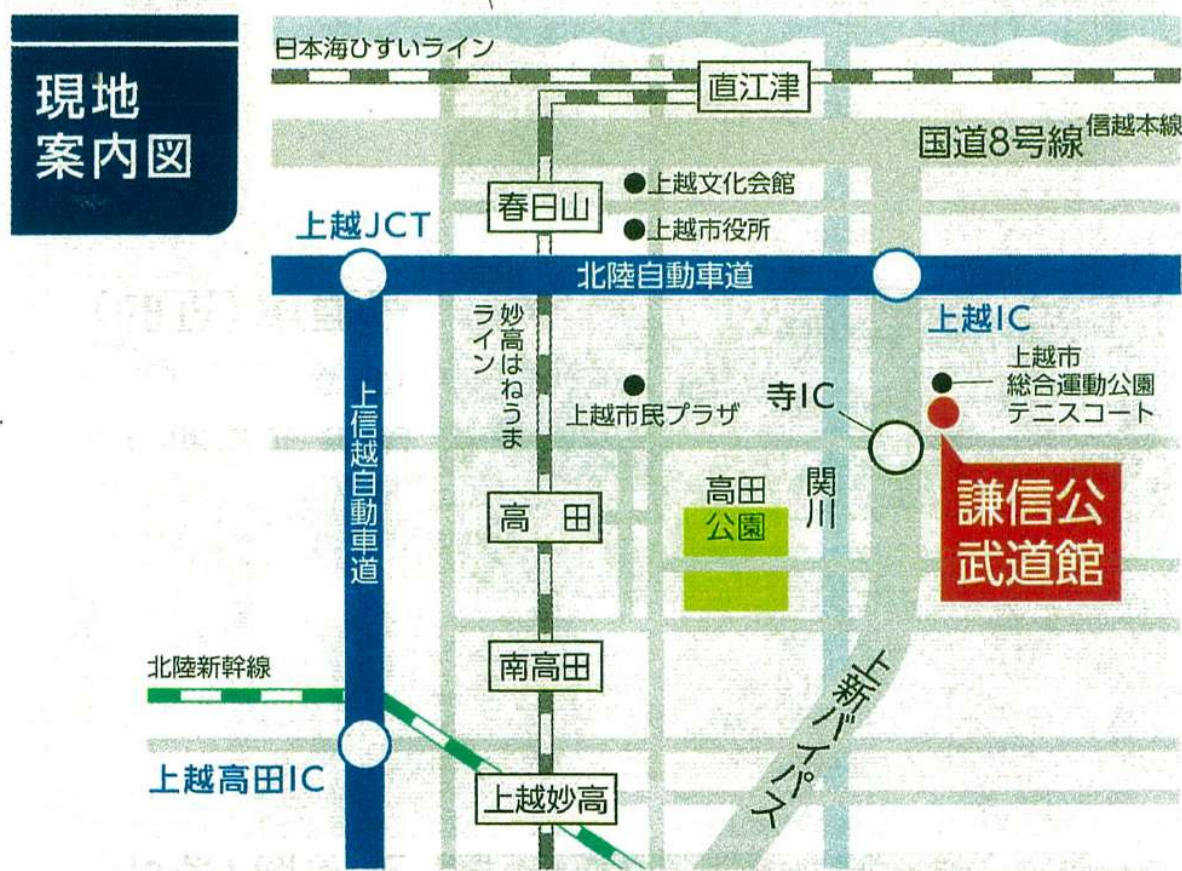 現地
案内図
日本海ひすいライン
直江津
国道8号線
信越本線
春日山
上越文化会館
上越市役所
上越JCT
北陸自動車道
上越IC
妙高はねうま
ライン
上越市民プラザ
寺IC
上越市
総合運動公園
テニスコート
上信越自動車道
高田
高田
公園
関川
謙信公
武道館
北陸新幹線
南高田
上新バイパス
上越高田IC
上越妙高